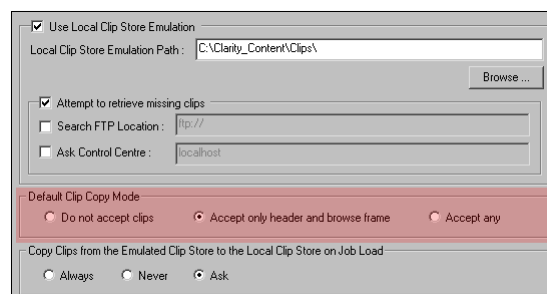 Use Local Clip Store Emulation
Local Clip Store Emulation Path : C:\Clarity_Content\Clips\
Browse ...
Attempt to retrieve missing clips
Search FTP Location : ftp://
Ask Control Centre : localhost
Default Clip Copy Mode
Do not accept clips Accept only header and browse frame Accept any
Copy Clips from the Emulated Clip Store to the Local Clip Store on Job Load
Always Never Ask